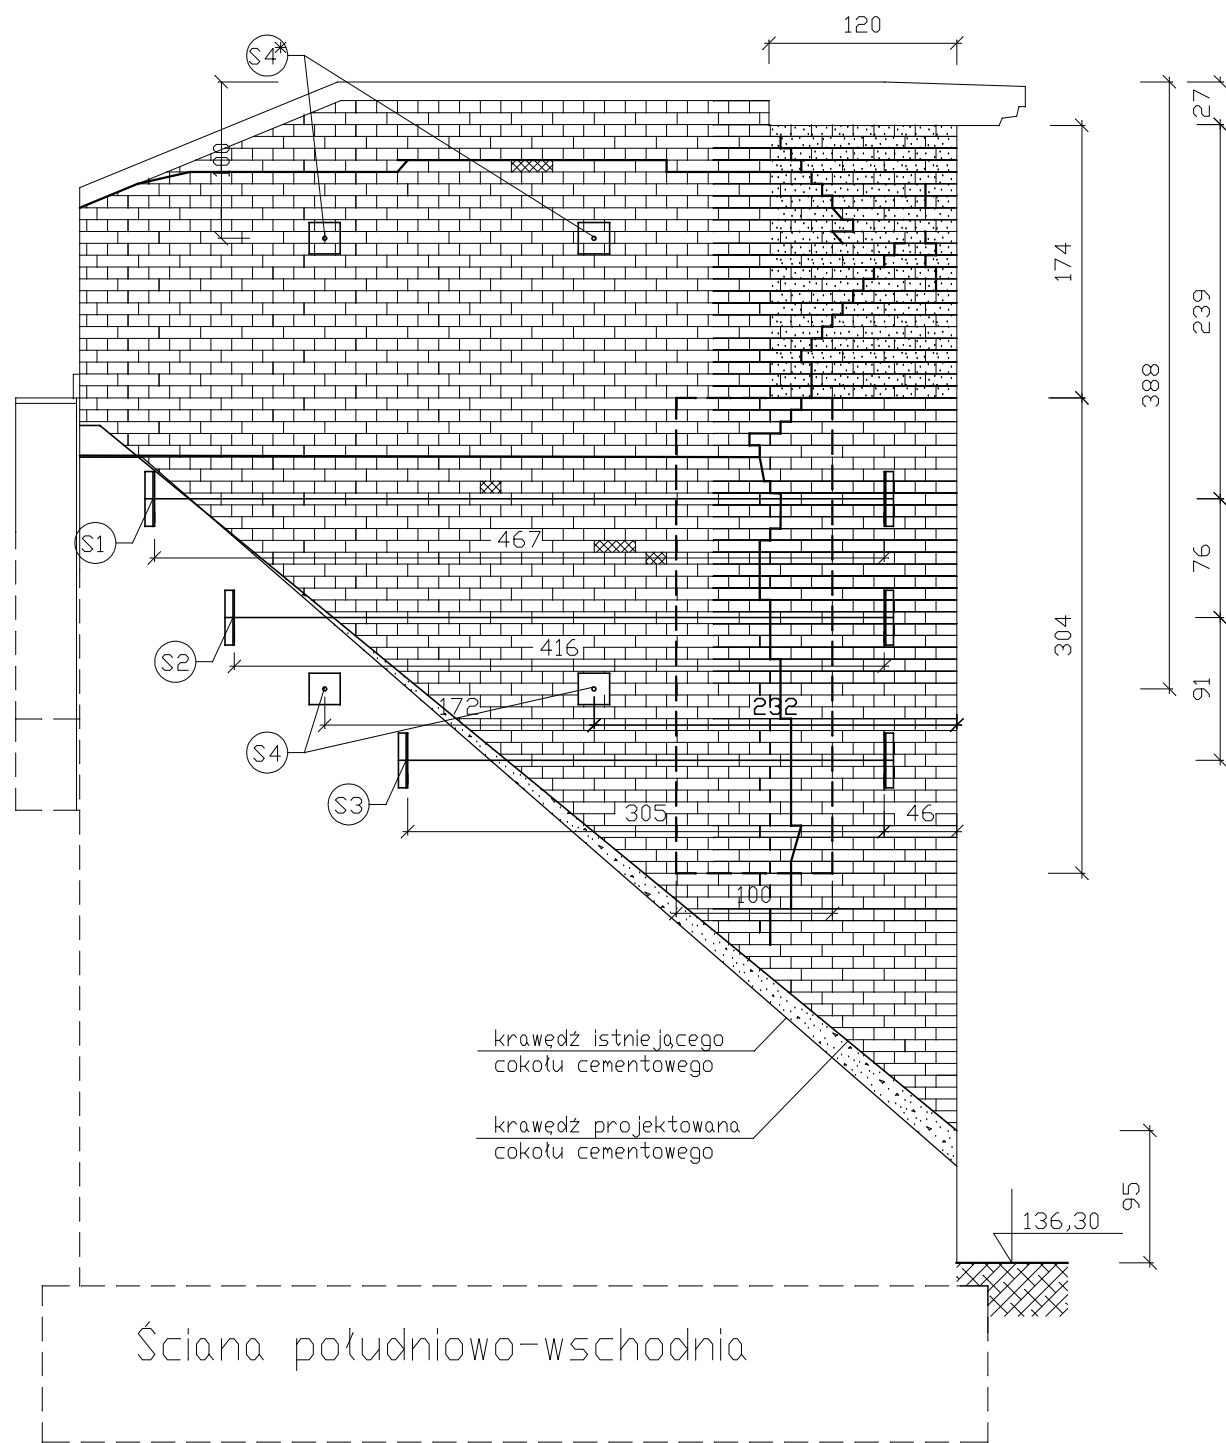 120
S4*
27
100
174
239
388
S1
467
76
304
S2
416
91
172
232
S4
S3
305
46
100
krawędź istniejącego
cokołu cementowego
krawędź projektowana
cokołu cementowego
95
136,30
Ściana południowo-wschodnia